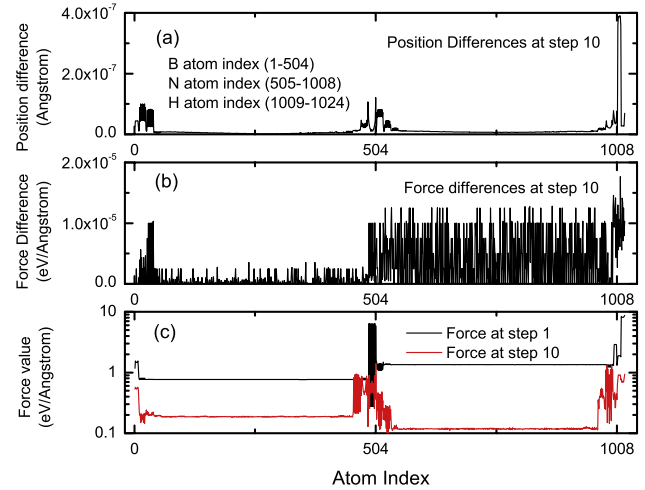 4.0x10⁻⁷
(a)
Position Differences at step 10
B atom index (1-504)
N atom index (505-1008)
H atom index (1009-1024)
2.0x10⁻⁷
0.0
Position difference
(Angstrom)
0
504
1008
2.0x10⁻⁵
(b)
Force differences at step 10
1.0x10⁻⁵
0.0
Force Difference
(eV/Angstrom)
0
504
1008
10
(c)
Force at step 1
Force at step 10
1
0.1
Force value
(eV/Angstrom)
0
504
1008
Atom Index